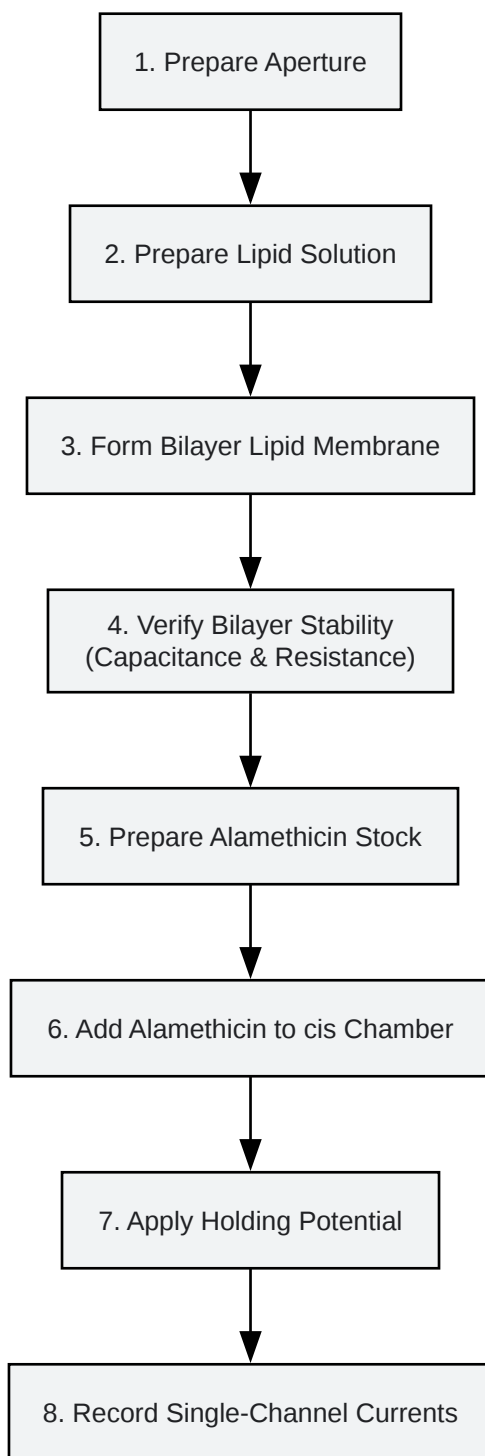 1. Prepare Aperture
2. Prepare Lipid Solution
3. Form Bilayer Lipid Membrane
4. Verify Bilayer Stability
(Capacitance & Resistance)
5. Prepare Alamethicin Stock
6. Add Alamethicin to cis Chamber
7. Apply Holding Potential
8. Record Single-Channel Currents